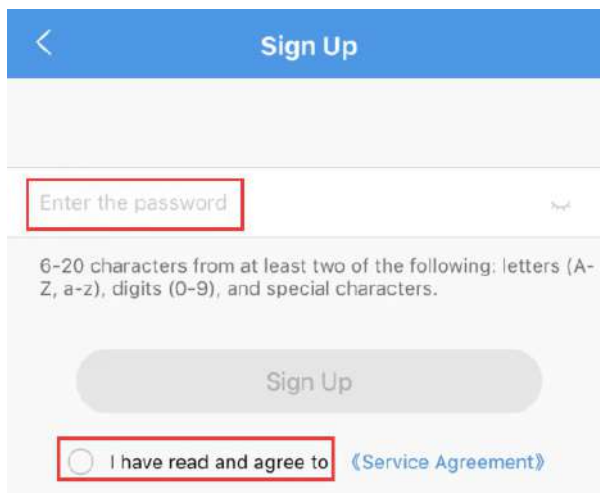 Sign Up
Enter the password
6-20 characters from at least two of the following: letters (A-
Z, a-z), digits (0-9), and special characters.
Sign Up
I have read and agree to 《Service Agreement》